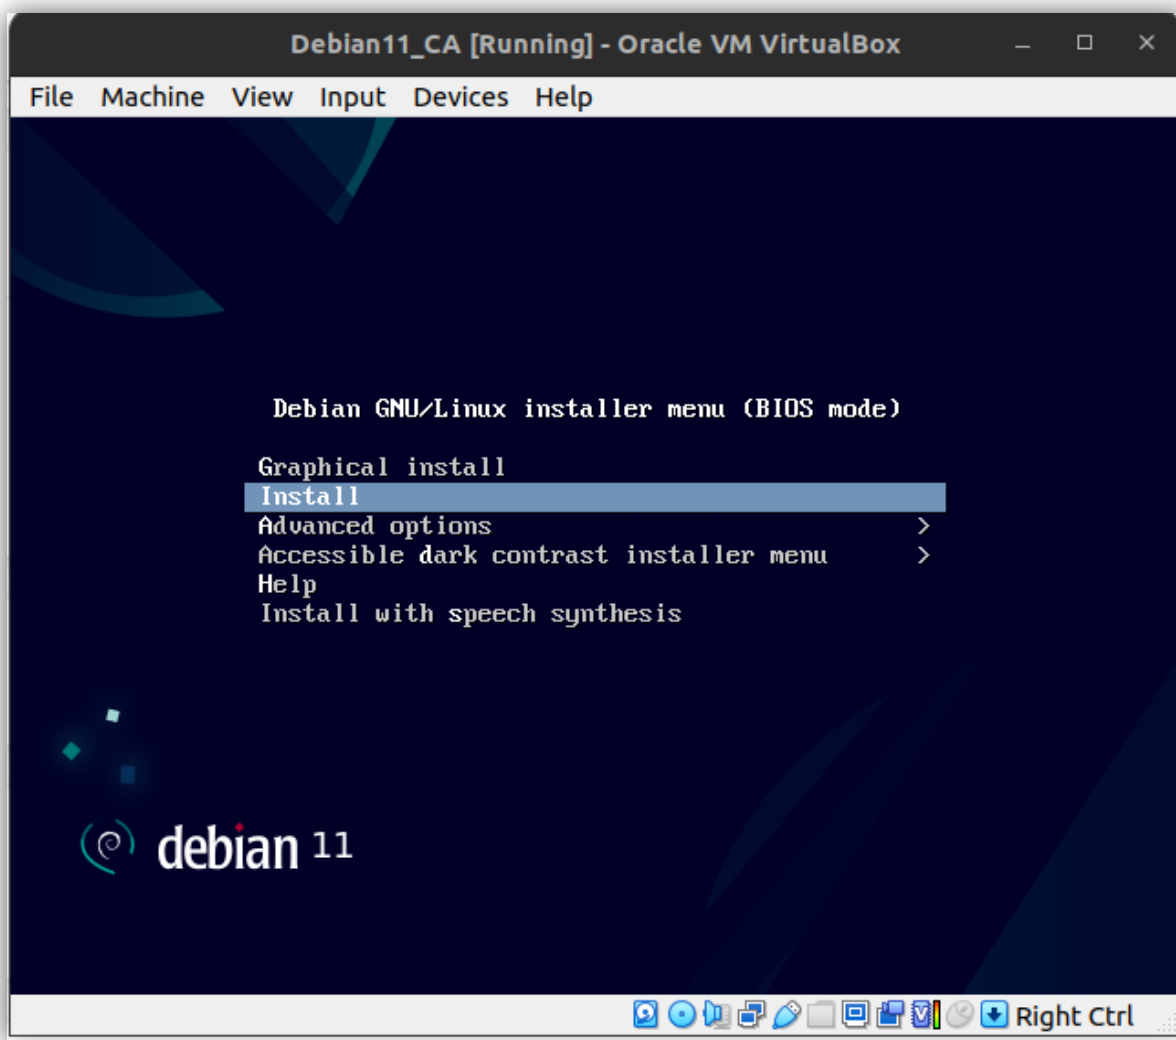 Debian11_CA [Running] - Oracle VM VirtualBox
File Machine View Input Devices Help
Debian GNU/Linux installer menu (BIOS mode)
Graphical install
Install
Advanced options >
Accessible dark contrast installer menu >
Help
Install with speech synthesis
debian 11
Right Ctrl